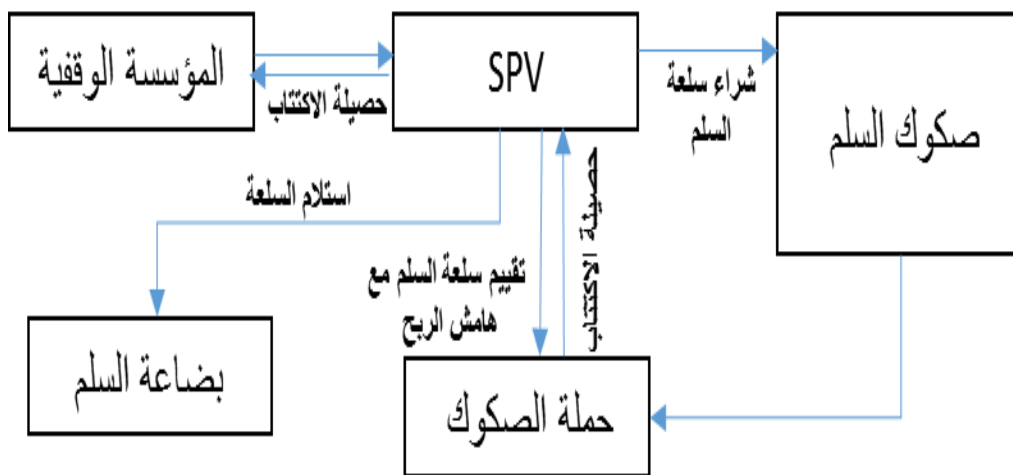 المؤسسة الوقفية
حصيلة الاكتتاب
SPV
شراء سلعة
السلم
صكوك السلم
استلام السلعة
تقييم سلعة السلم مع
هامش الربح
حصيلة الاكتتاب
بضاعة السلم
حملة الصكوك